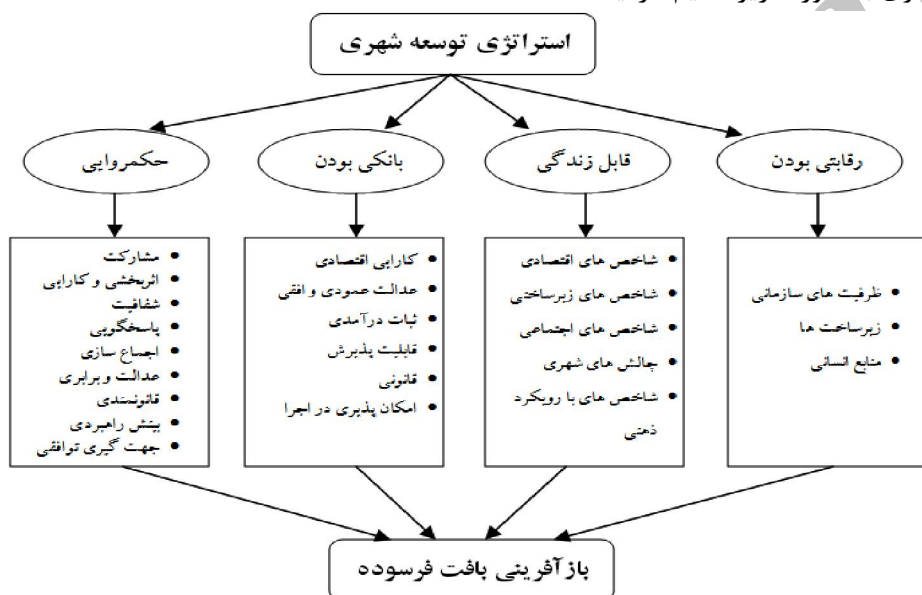 استراتژی توسعه شهری
رقابتی بودن
قابل زندگی
بانکی بودن
حکمروایی
• ظرفیت های سازمانی
• زیرساخت ها
• منابع انسانی
• شاخص های اقتصادی
• شاخص های زیرساختی
• شاخص های اجتماعی
• چالش های شهری
• شاخص های با رویکرد
ذهنی
• کارایی اقتصادی
• عدالت عمودی و افقی
• ثبات درآمدی
• قابلیت پذیرش
• قانونی
• امکان پذیری در اجرا
• مشارکت
• اثربخشی و کارایی
• شفافیت
• پاسخگویی
• اجماع سازی
• عدالت و برابری
• قانونمندی
• بینش راهبردی
• جهت گیری توافقی
بازآفرینی بافت فرسوده